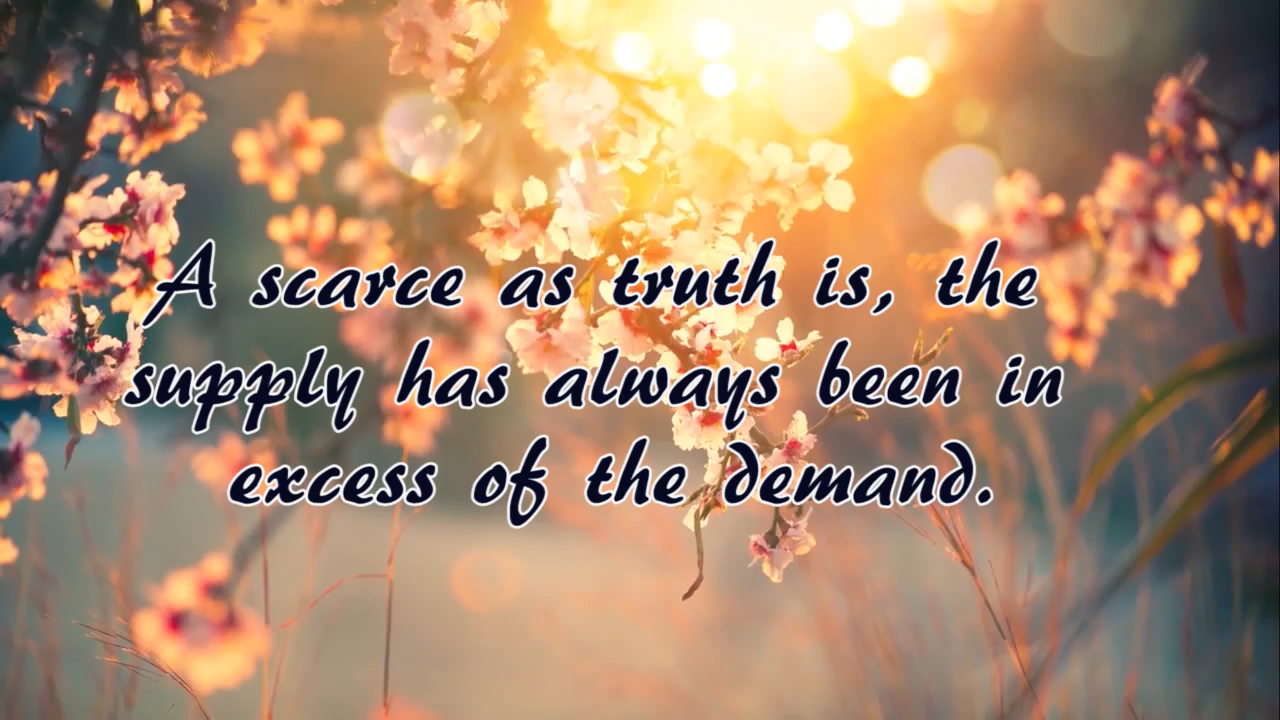 A scarce as truth is, the
supply has always been in
excess of the demand.